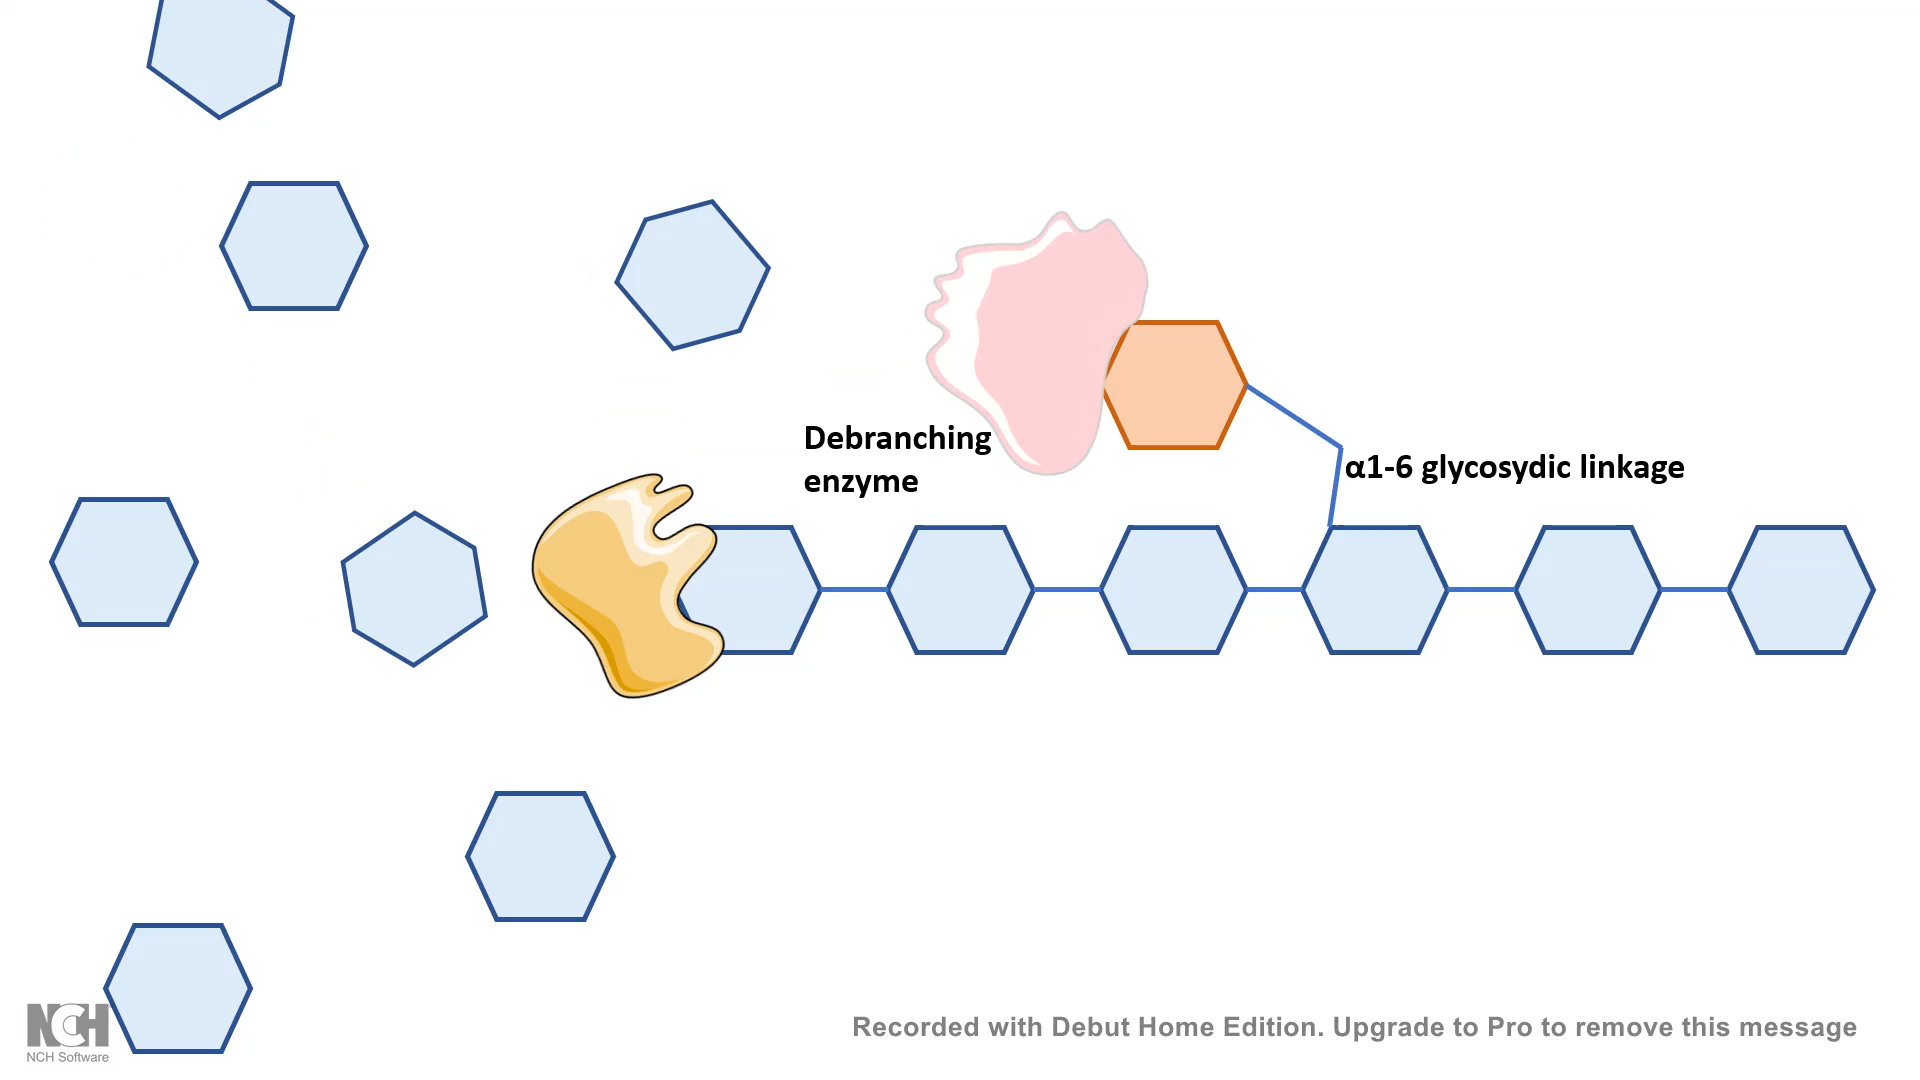 Debranching
enzyme
α1-6 glycosydic linkage
NCH
NCH Software
Recorded with Debut Home Edition. Upgrade to Pro to remove this message